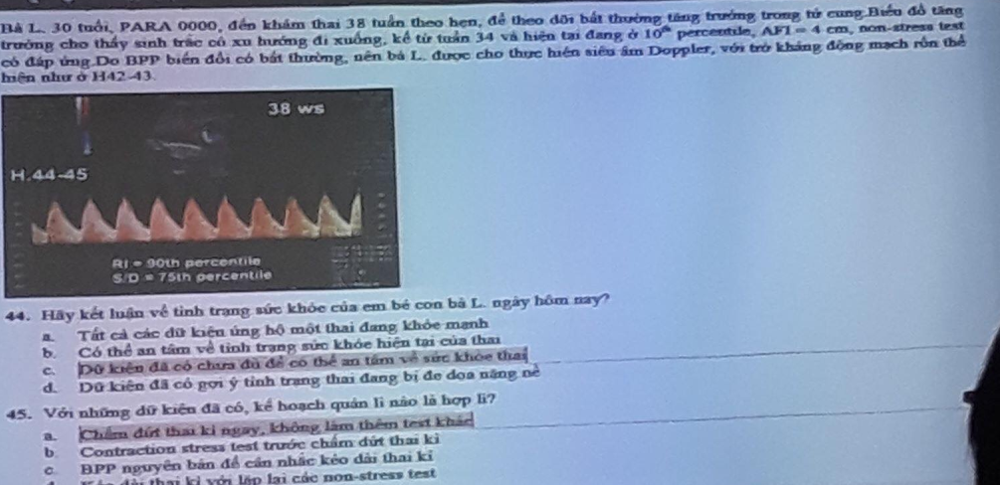 Bà L. 30 tuổi, PARA 0000, đến khám thai 38 tuần theo hẹn, để theo dõi bất thường tăng trưởng trong tử cung.Biểu đồ tăng
trưởng cho thấy sinh trắc có xu hướng đi xuống, kể từ tuần 34 và hiện tại đang ở 10th percentile, AFI = 4 cm, non-stress test
có đáp ứng.Do BPP biến đổi có bất thường, nên bà L. được cho thực hiện siêu âm Doppler, với trở kháng động mạch rốn thể
hiện như ở H42-43.
38 ws
H.44-45
RI = 90th percentile
S/D = 75th percentile
44. Hãy kết luận về tình trạng sức khỏe của em bé con bà L. ngày hôm nay?
a. Tất cả các dữ kiện ủng hộ một thai đang khỏe mạnh
b. Có thể an tâm về tình trạng sức khỏe hiện tại của thai
c. Dữ kiện đã có chưa đủ để có thể an tâm về sức khỏe thai
d. Dữ kiện đã có gợi ý tình trạng thai đang bị đe dọa nặng nề
45. Với những dữ kiện đã có, kế hoạch quản lí nào là hợp lí?
a. Chấm dứt thai kì ngay, không làm thêm test khác
b. Contraction stress test trước chấm dứt thai kì
c. BPP nguyên bản để cân nhắc kéo dài thai kì
dài thai kì với lặp lại các non-stress test